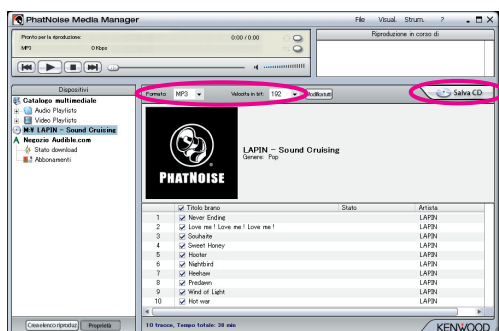 PhatNoise Media Manager
File Visual. Strum. ?
Pronto per la riproduzione: 0:00 / 0:00
MP3 0 Kbps
Riproduzione in corso di
Dispositivi
Catalogo multimediale
Audio Playlists
Video Playlists
M:¥ LAPIN - Sound Cruising
Negozio Audible.com
Stato download
Abbonamenti
Crea elenco riproduz. Proprietà
Formato: MP3 Velocità in bit: 192 Modifica tutti
Salva CD
PHATNOISE
LAPIN - Sound Cruising
Genere: Pop
Titolo brano Stato Artista
1 Never Ending LAPIN
2 Love me ! Love me ! Love me ! LAPIN
3 Souhaite LAPIN
4 Sweet Honey LAPIN
5 Hooter LAPIN
6 Nightbird LAPIN
7 Heehaw LAPIN
8 Predawn LAPIN
9 Wind of Light LAPIN
10 Hot war LAPIN
10 tracce, Tempo totale: 38 min
KENWOOD